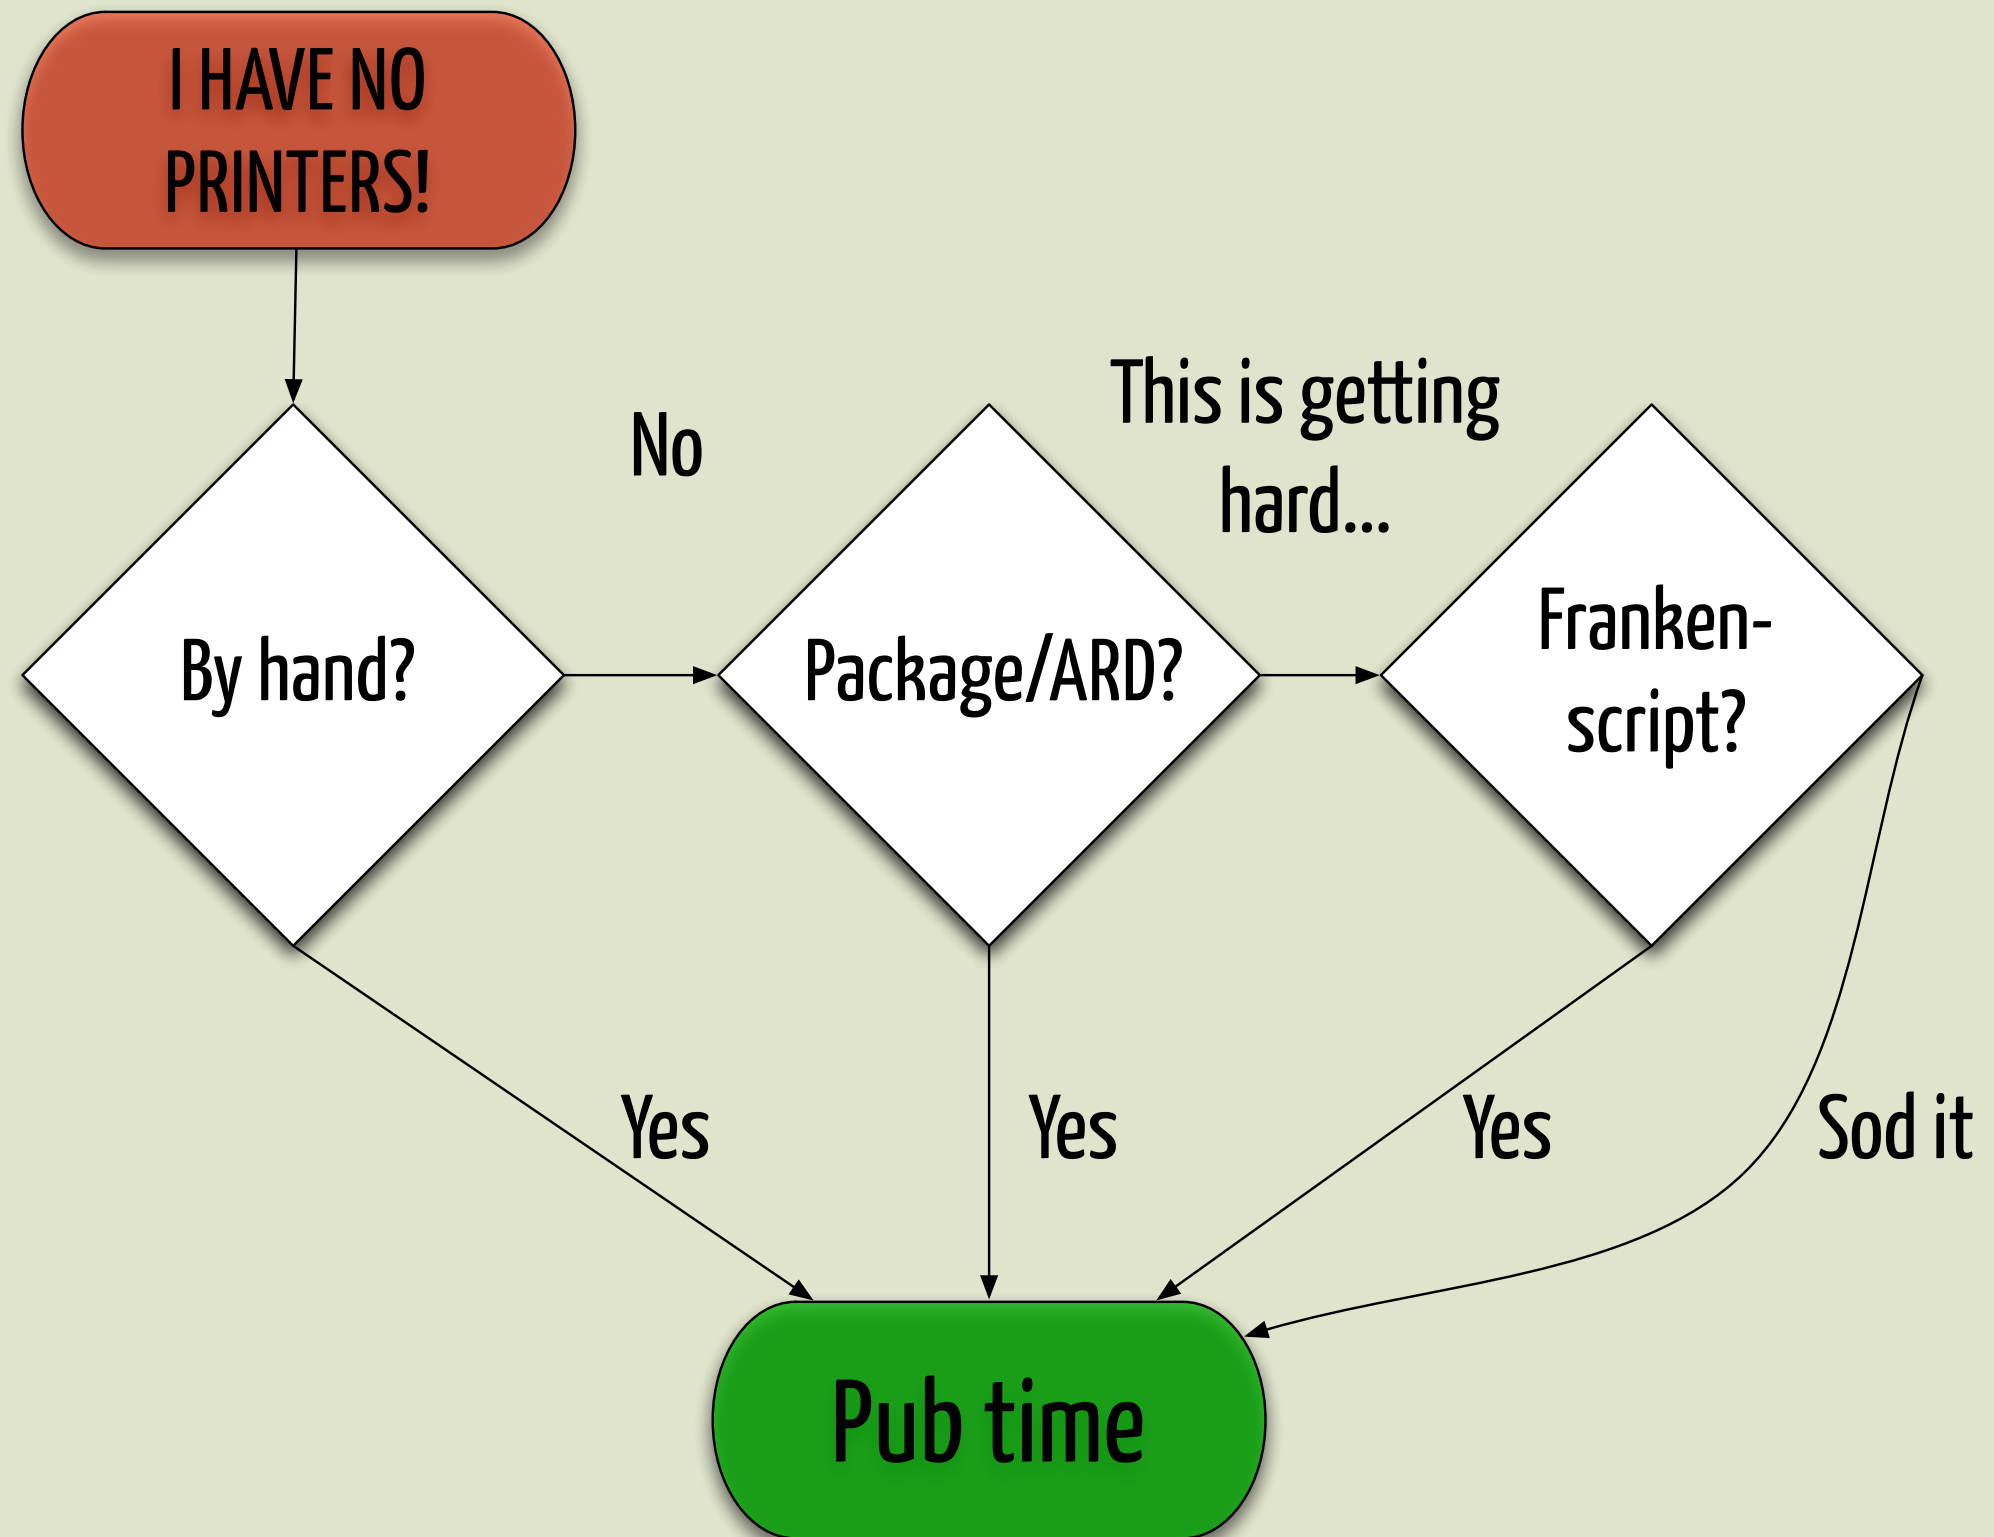 I HAVE NO
PRINTERS!
No
This is getting
hard...
By hand?
Package/ARD?
Franken-
script?
Yes
Yes
Yes
Sod it
Pub time